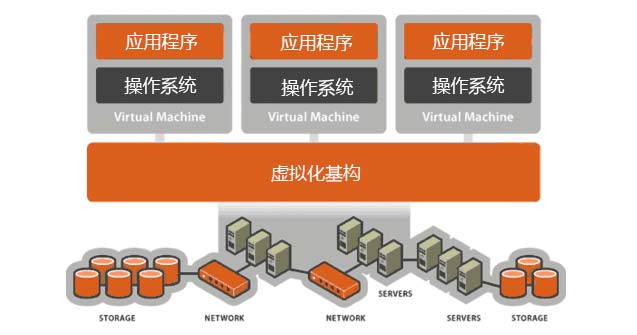 应用程序
应用程序
应用程序
操作系统
操作系统
操作系统
Virtual Machine
Virtual Machine
Virtual Machine
虚拟化基构
SERVERS
STORAGE
NETWORK
NETWORK
SERVERS
STORAGE